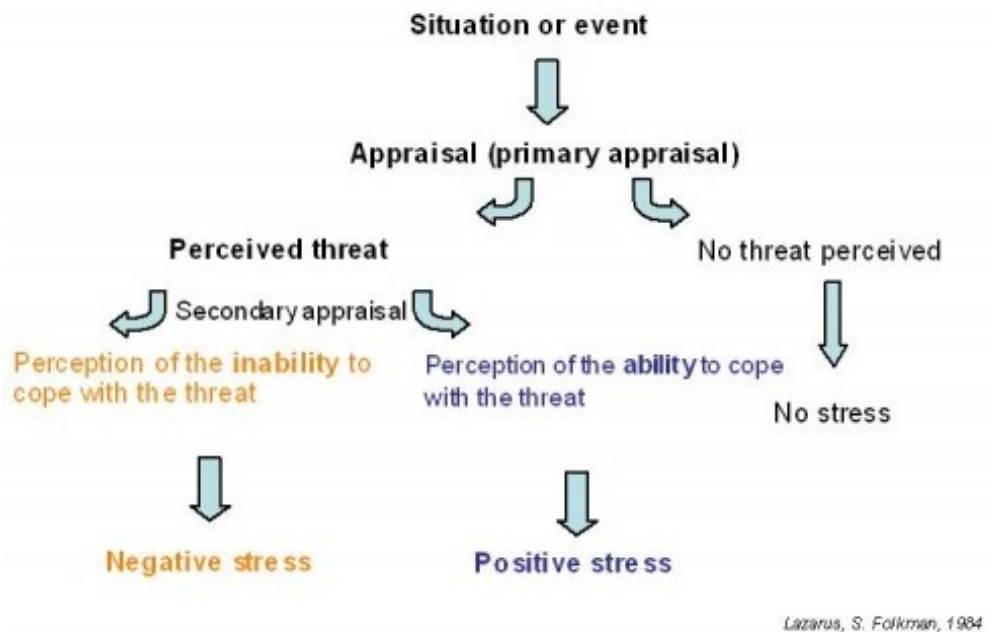 Situation or event
Appraisal (primary appraisal)
Perceived threat
No threat perceived
Secondary appraisal
Perception of the inability to
cope with the threat
Perception of the ability to cope
with the threat
No stress
Negative stress
Positive stress
Lazarus, S. Folkman, 1984